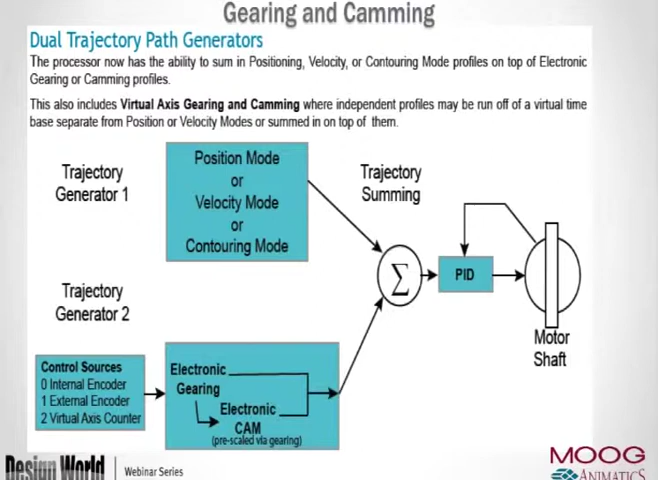 Gearing and Camming
Dual Trajectory Path Generators
The processor now has the ability to sum in Positioning, Velocity, or Contouring Mode profiles on top of Electronic
Gearing or Camming profiles.
This also includes Virtual Axis Gearing and Camming where independent profiles may be run off of a virtual time
base separate from Position or Velocity Modes or summed in on top of them.
Trajectory
Generator 1
Position Mode
or
Velocity Mode
or
Contouring Mode
Trajectory
Summing
Σ
PID
Motor
Shaft
Trajectory
Generator 2
Control Sources
0 Internal Encoder
1 External Encoder
2 Virtual Axis Counter
Electronic
Gearing
Electronic
CAM
(pre-scaled via gearing)
Design World
Webinar Series
MOOG
ANIMATICS